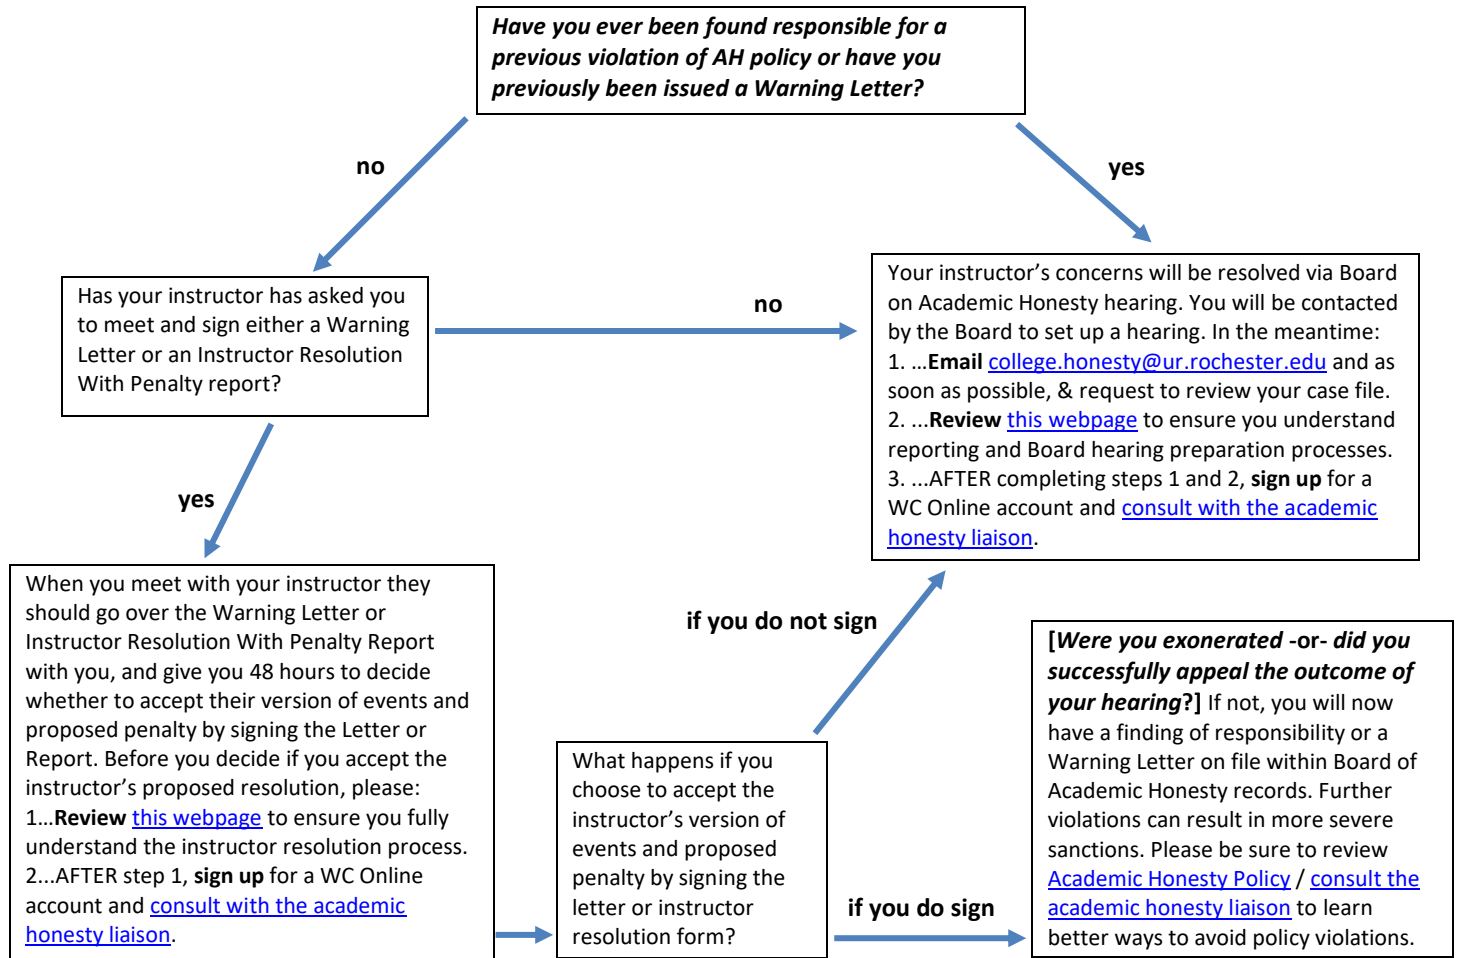 Have you ever been found responsible for a
previous violation of AH policy or have you
previously been issued a Warning Letter?
no
yes
Has your instructor has asked you
to meet and sign either a Warning
Letter or an Instructor Resolution
With Penalty report?
no
Your instructor’s concerns will be resolved via Board
on Academic Honesty hearing. You will be contacted
by the Board to set up a hearing. In the meantime:
1. …Email college.honesty@ur.rochester.edu and as
soon as possible, & request to review your case file.
2. ...Review this webpage to ensure you understand
reporting and Board hearing preparation processes.
3. ...AFTER completing steps 1 and 2, sign up for a
WC Online account and consult with the academic
honesty liaison.
yes
When you meet with your instructor they
should go over the Warning Letter or
Instructor Resolution With Penalty Report
with you, and give you 48 hours to decide
whether to accept their version of events and
proposed penalty by signing the Letter or
Report. Before you decide if you accept the
instructor’s proposed resolution, please:
1…Review this webpage to ensure you fully
understand the instructor resolution process.
2...AFTER step 1, sign up for a WC Online
account and consult with the academic
honesty liaison.
if you do not sign
What happens if you
choose to accept the
instructor’s version of
events and proposed
penalty by signing the
letter or instructor
resolution form?
if you do sign
[Were you exonerated -or- did you
successfully appeal the outcome of
your hearing?] If not, you will now
have a finding of responsibility or a
Warning Letter on file within Board of
Academic Honesty records. Further
violations can result in more severe
sanctions. Please be sure to review
Academic Honesty Policy / consult the
academic honesty liaison to learn
better ways to avoid policy violations.